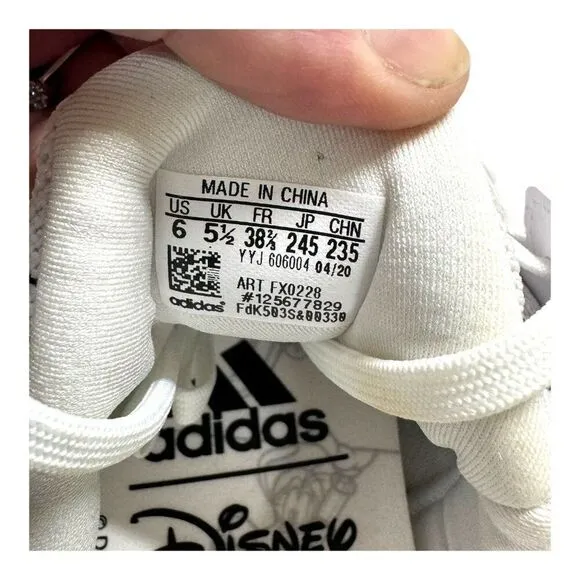 MADE IN CHINA
US UK FR JP CHN
6 5½ 38⅔ 245 235
YYJ 606004 04/20
ART FX0228
#125677829
adidas FdK503S&00330
adidas
DISNEY